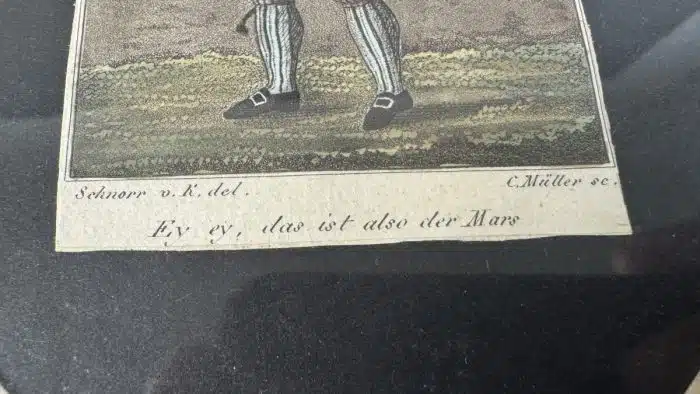 Schnorr v. K. del.
C. Müller sc.
Ey ey, das ist also der Mars